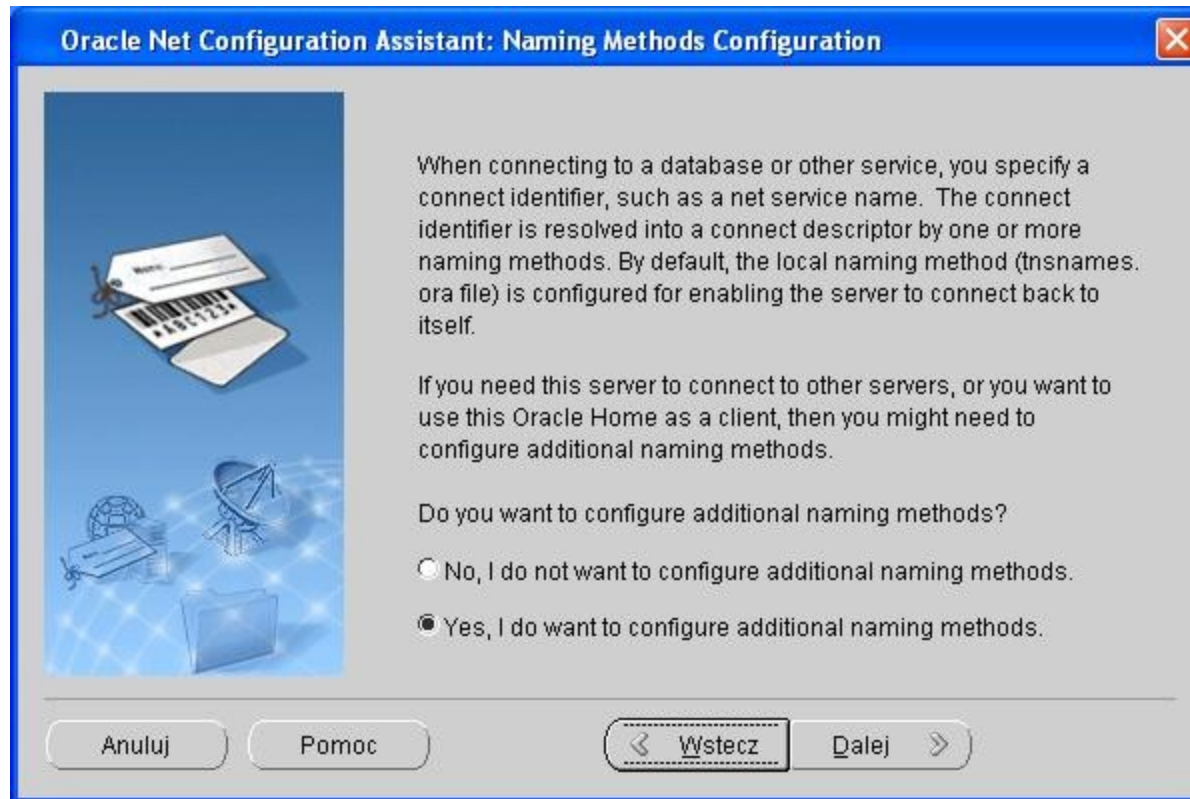 Oracle Net Configuration Assistant: Naming Methods Configuration
When connecting to a database or other service, you specify a
connect identifier, such as a net service name. The connect
identifier is resolved into a connect descriptor by one or more
naming methods. By default, the local naming method (tnsnames.
ora file) is configured for enabling the server to connect back to
itself.
If you need this server to connect to other servers, or you want to
use this Oracle Home as a client, then you might need to
configure additional naming methods.
Do you want to configure additional naming methods?
No, I do not want to configure additional naming methods.
Yes, I do want to configure additional naming methods.
Anuluj
Pomoc
Wstecz
Dalej
*ABC123*